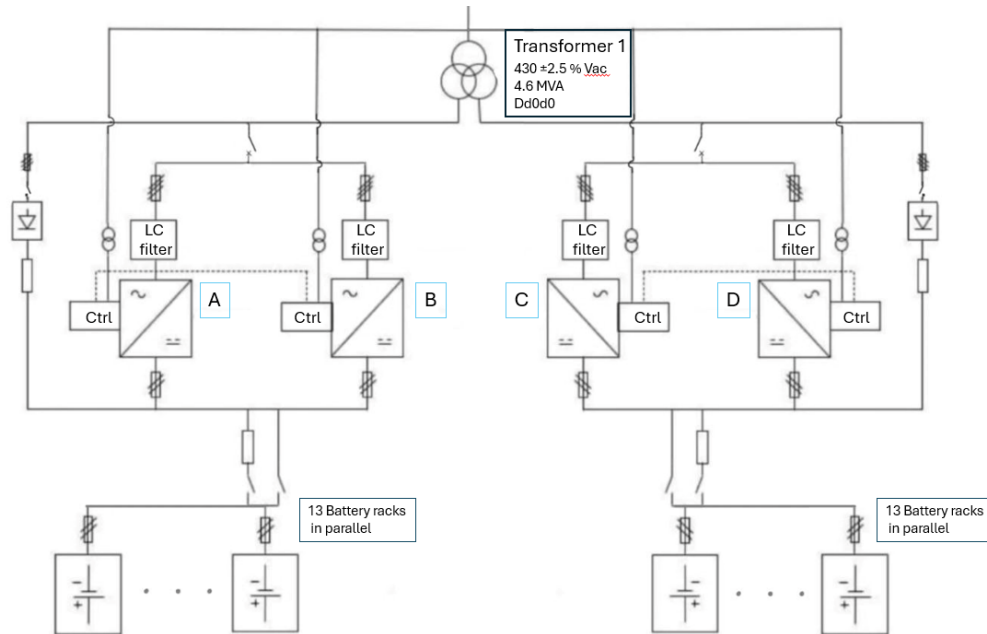 Transformer 1
430 ±2.5 % Vac
4.6 MVA
Dd0d0
LC
filter
LC
filter
LC
filter
LC
filter
Ctrl
A
Ctrl
B
C
Ctrl
D
Ctrl
13 Battery racks
in parallel
13 Battery racks
in parallel